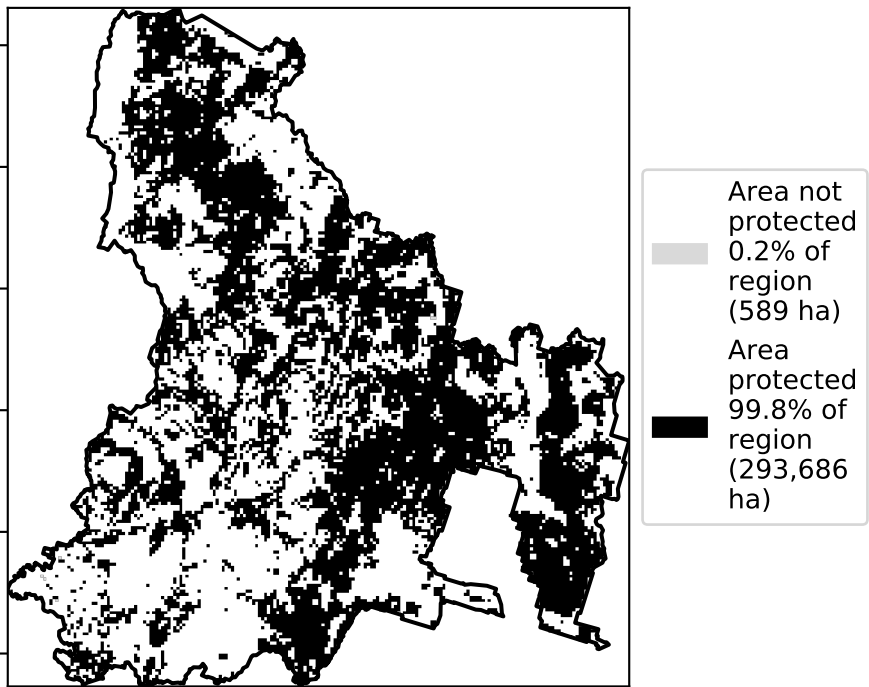 Area not
protected
0.2% of
region
(589 ha)
Area
protected
99.8% of
region
(293,686
ha)